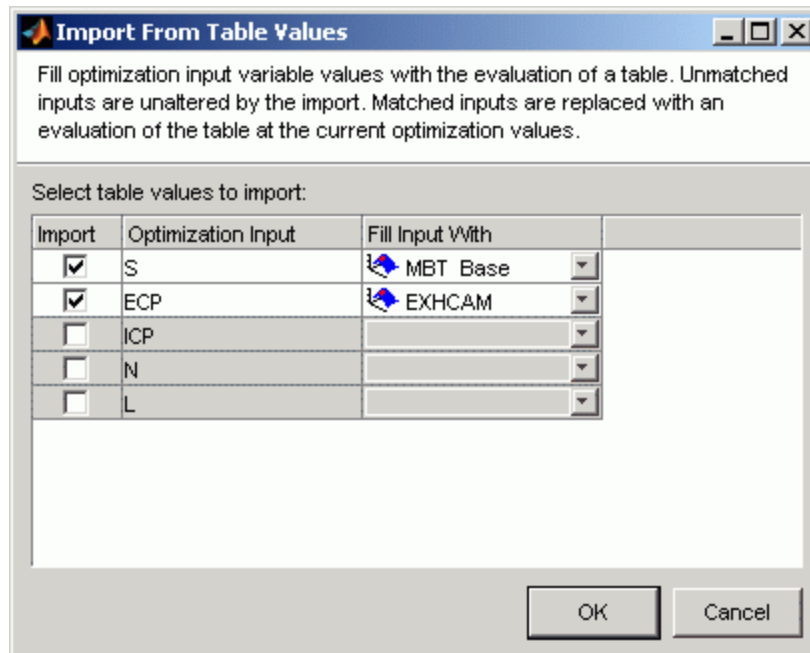 Import From Table Values
Fill optimization input variable values with the evaluation of a table. Unmatched
inputs are unaltered by the import. Matched inputs are replaced with an
evaluation of the table at the current optimization values.
Select table values to import:
Import Optimization Input Fill Input With
S MBT_Base
ECP EXHCAM
ICP
N
L
OK Cancel